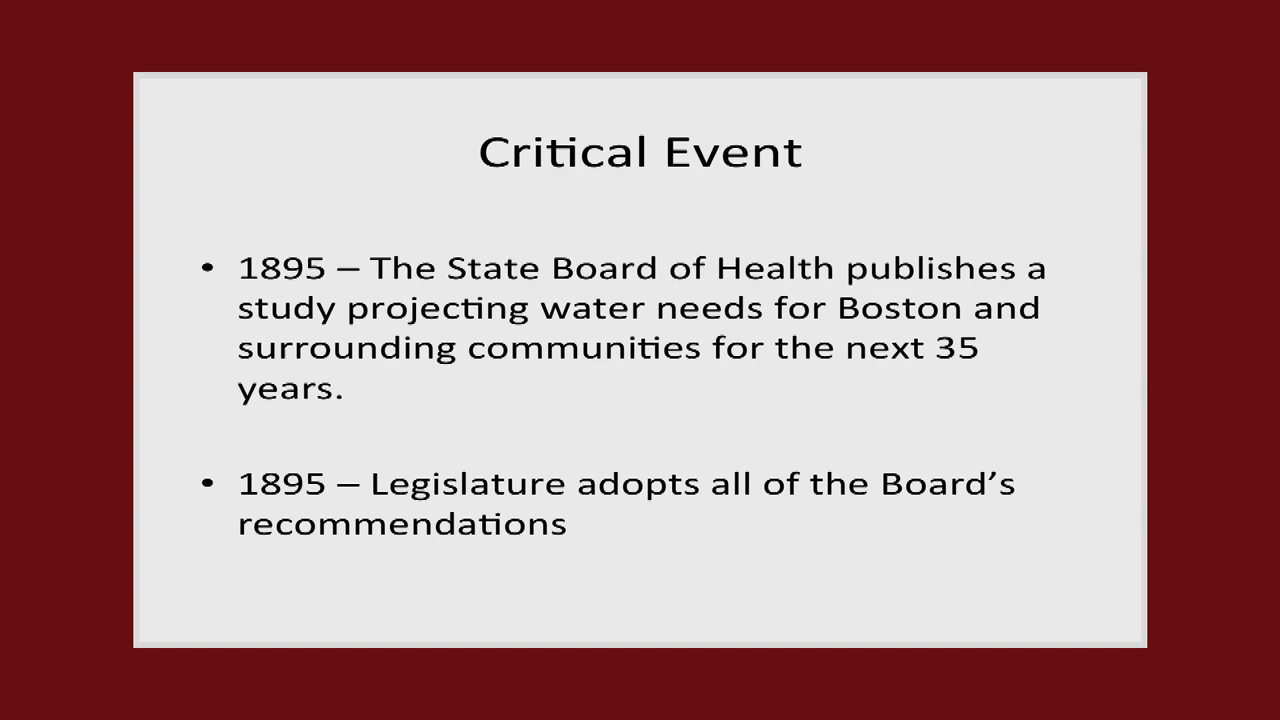 Critical Event
• 1895 – The State Board of Health publishes a
study projecting water needs for Boston and
surrounding communities for the next 35
years.
• 1895 – Legislature adopts all of the Board’s
recommendations